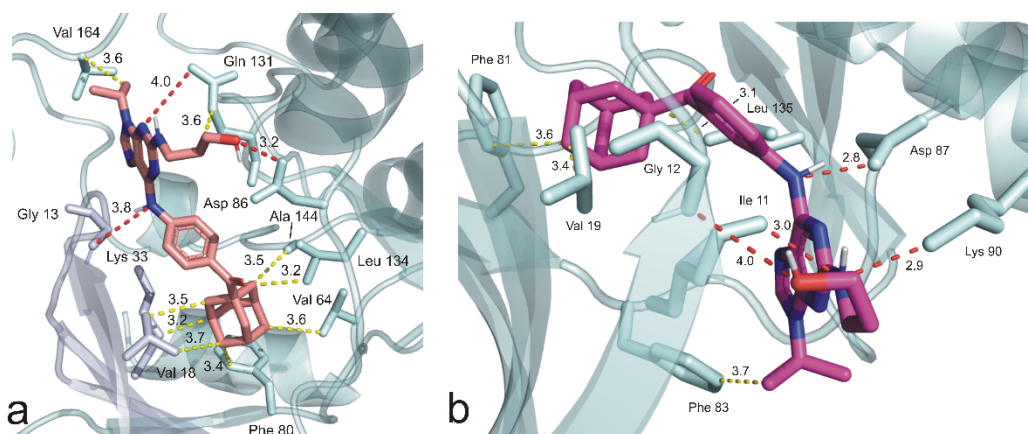 Val 164
3.6
4.0
Gln 131
3.6
3.2
Gly 13
3.8
Asp 86
Ala 144
Kys 33
3.5
3.2
Leu 134
3.5
3.2
Val 64
3.6
3.7
Val 18
3.4
Phe 80
a
Phe 81
3.1
Leu 135
3.6
3.4
Gly 12
2.8
Asp 87
Val 19
Ile 11
3.0
4.0
2.9
Lys 90
3.7
Phe 83
b